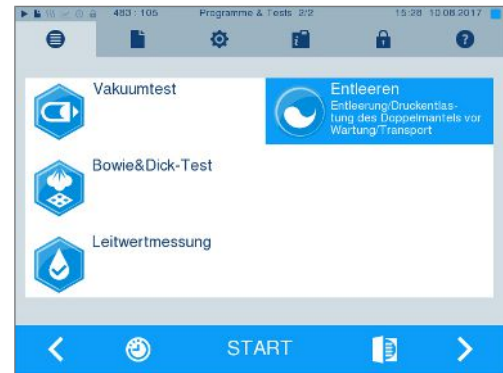 483 : 105
Programme & Tests 2/2
15:28 10.08.2017
Vakuumtest
Entleeren
Entleerung/Druckentlas-
tung des Doppelmantels vor
Wartung/Transport
Bowie&Dick-Test
Leitwertmessung
START